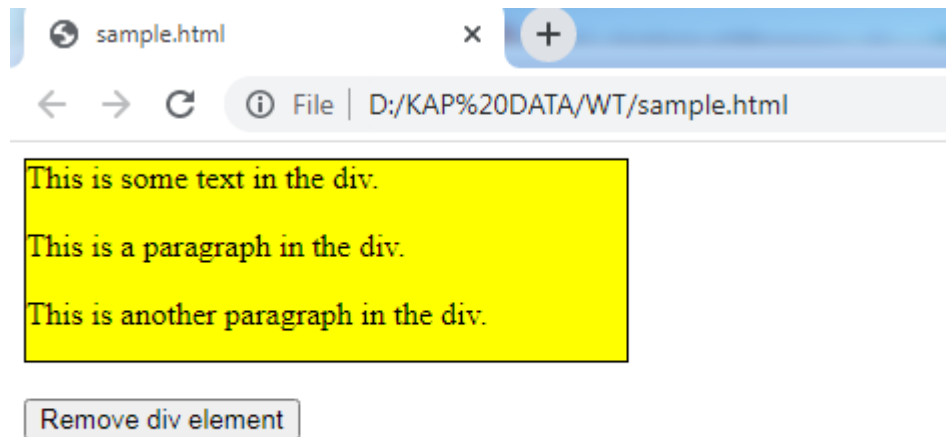 sample.html
File | D:/KAP%20DATA/WT/sample.html
This is some text in the div.
This is a paragraph in the div.
This is another paragraph in the div.
Remove div element